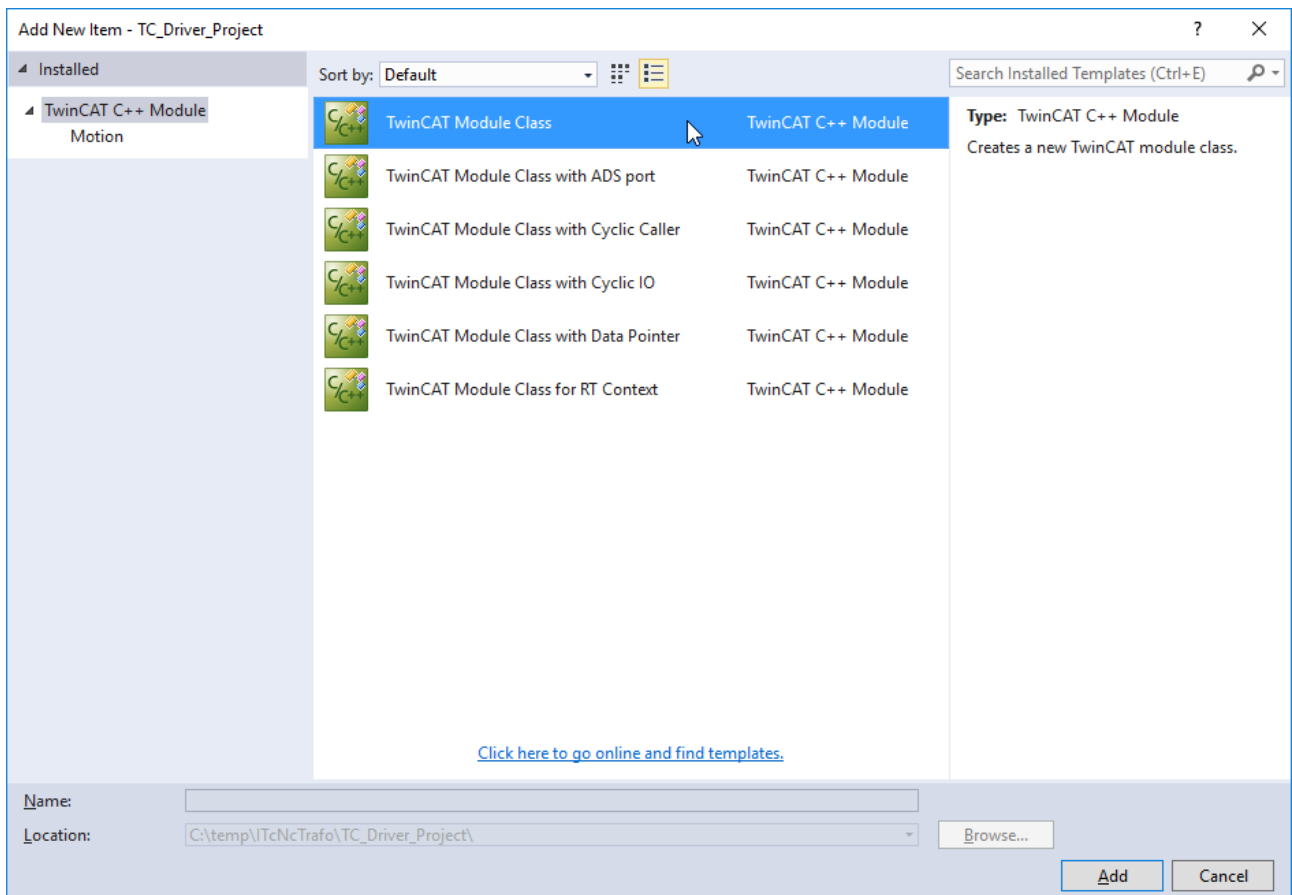 Add New Item - TC_Driver_Project
?
Installed
Sort by: Default
Search Installed Templates (Ctrl+E)
TwinCAT C++ Module
Motion
C/C++ TwinCAT Module Class TwinCAT C++ Module
C/C++ TwinCAT Module Class with ADS port TwinCAT C++ Module
C/C++ TwinCAT Module Class with Cyclic Caller TwinCAT C++ Module
C/C++ TwinCAT Module Class with Cyclic IO TwinCAT C++ Module
C/C++ TwinCAT Module Class with Data Pointer TwinCAT C++ Module
C/C++ TwinCAT Module Class for RT Context TwinCAT C++ Module
Type: TwinCAT C++ Module
Creates a new TwinCAT module class.
Click here to go online and find templates.
Name:
Location: C:\temp\ITcNcTrafo\TC_Driver_Project\ Browse...
Add Cancel